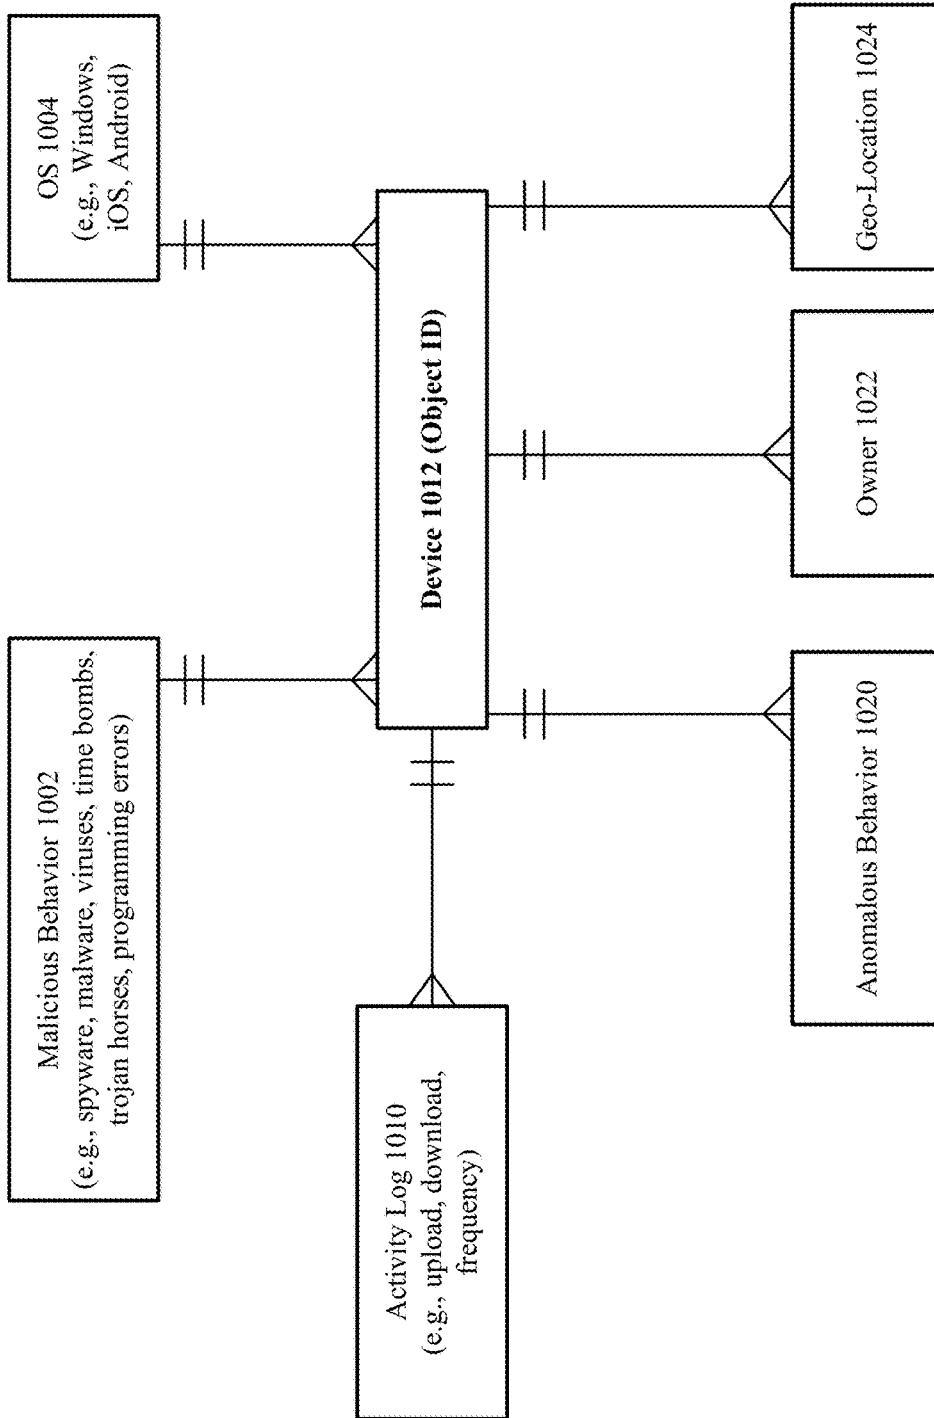 Malicious Behavior 1002
(e.g., spyware, malware, viruses, time bombs,
trojan horses, programming errors)
OS 1004
(e.g., Windows,
iOS, Android)
Activity Log 1010
(e.g., upload, download,
frequency)
Device 1012 (Object ID)
Anomalous Behavior 1020
Owner 1022
Geo-Location 1024